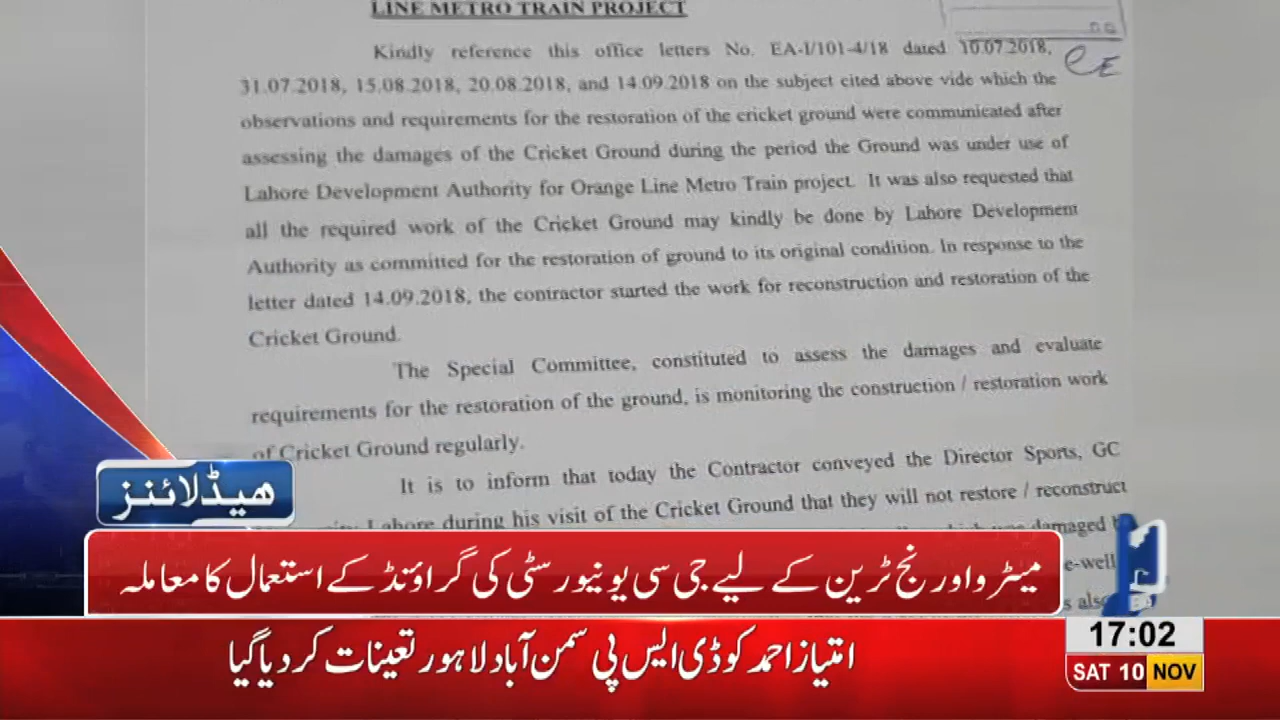 LINE METRO TRAIN PROJECT
Kindly reference this office letters No. EA-I/101-4/18 dated 10.07.2018,
31.07.2018, 15.08.2018, 20.08.2018, and 14.09.2018 on the subject cited above vide which the
observations and requirements for the restoration of the cricket ground were communicated after
assessing the damages of the Cricket Ground during the period the Ground was under use of
Lahore Development Authority for Orange Line Metro Train project. It was also requested that
all the required work of the Cricket Ground may kindly be done by Lahore Development
Authority as committed for the restoration of ground to its original condition. In response to the
letter dated 14.09.2018, the contractor started the work for reconstruction and restoration of the
Cricket Ground.
The Special Committee, constituted to assess the damages and evaluate
requirements for the restoration of the ground, is monitoring the construction / restoration work
of Cricket Ground regularly.
It is to inform that today the Contractor conveyed the Director Sports, GC
Lahore during his visit of the Cricket Ground that they will not restore / reconstruct
damaged
e-well
ھیڈلائنز
میٹرو اورنج ٹرین کے لیے جی سی یونیورسٹی کی گراؤنڈ کے استعمال کا معاملہ
امتیاز احمد کو ڈی ایس پی سمن آباد لاہور تعینات کر دیا گیا
17:02
SAT 10 NOV